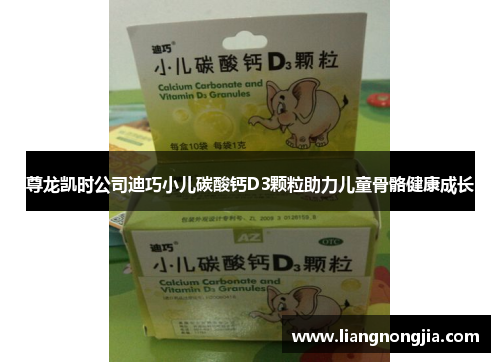 迪巧®
小儿碳酸钙D3颗粒
Calcium Carbonate and
Vitamin D3 Granules
每盒10袋 每袋1克
尊龙凯时公司迪巧小儿碳酸钙D3颗粒助力儿童骨骼健康成长
AZ
OTC
迪巧®
小儿碳酸钙D3颗粒
Calcium Carbonate and
Vitamin D3 Granules
www.liangnongjia.com